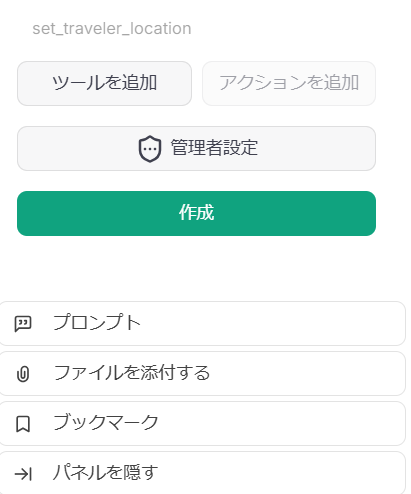 set_traveler_location
ツールを追加
アクションを追加
管理者設定
作成
プロンプト
ファイルを添付する
ブックマーク
パネルを隠す